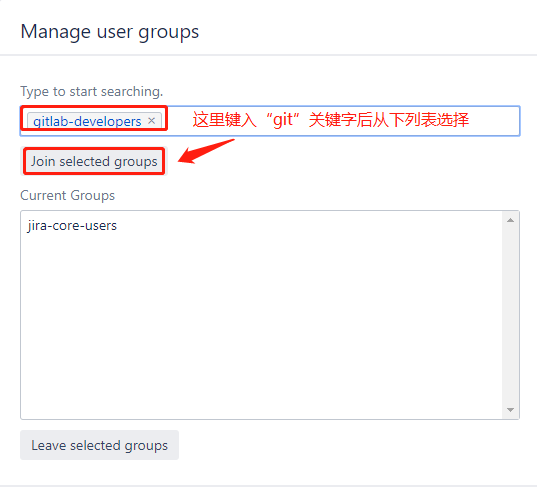 Manage user groups
Type to start searching.
gitlab-developers × 这里键入“git”关键字后从下列表选择
Join selected groups
Current Groups
jira-core-users
Leave selected groups